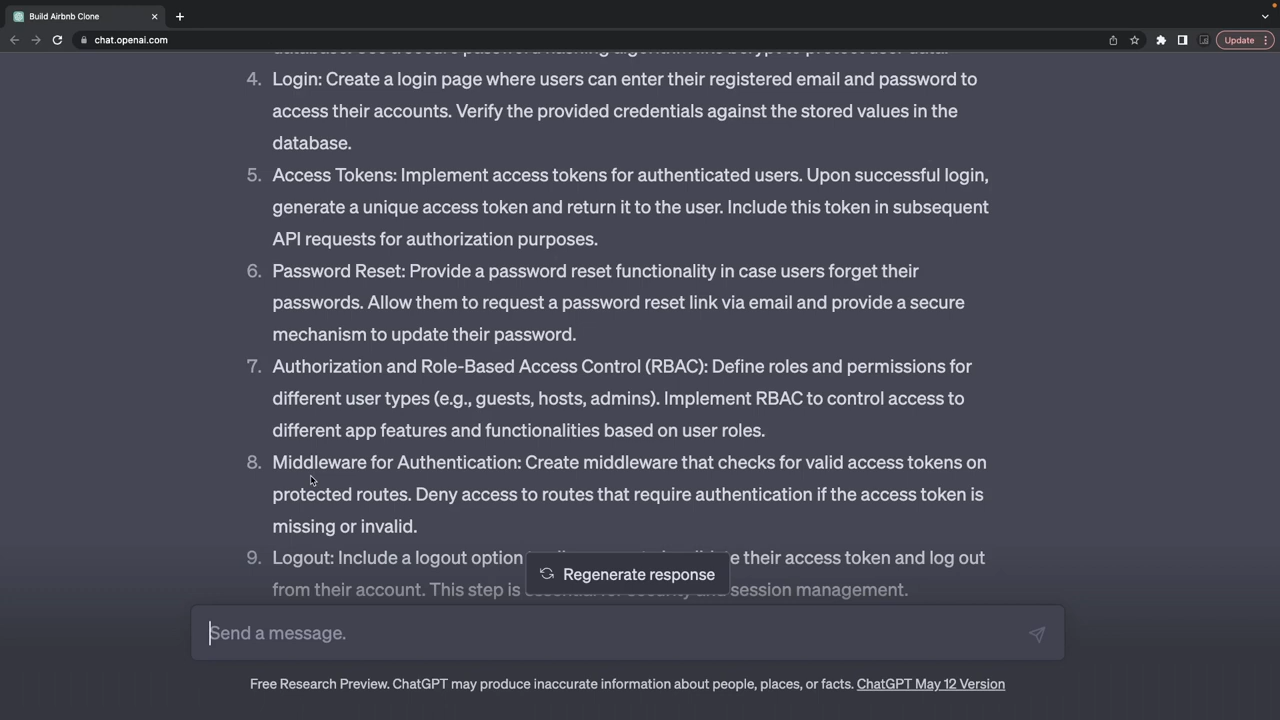 Build Airbnb Clone
chat.openai.com
Update
4. Login: Create a login page where users can enter their registered email and password to
access their accounts. Verify the provided credentials against the stored values in the
database.
5. Access Tokens: Implement access tokens for authenticated users. Upon successful login,
generate a unique access token and return it to the user. Include this token in subsequent
API requests for authorization purposes.
6. Password Reset: Provide a password reset functionality in case users forget their
passwords. Allow them to request a password reset link via email and provide a secure
mechanism to update their password.
7. Authorization and Role-Based Access Control (RBAC): Define roles and permissions for
different user types (e.g., guests, hosts, admins). Implement RBAC to control access to
different app features and functionalities based on user roles.
8. Middleware for Authentication: Create middleware that checks for valid access tokens on
protected routes. Deny access to routes that require authentication if the access token is
missing or invalid.
9. Logout: Include a logout option their access token and log out
from their account. This step is session management.
Regenerate response
Send a message.
Free Research Preview. ChatGPT may produce inaccurate information about people, places, or facts. ChatGPT May 12 Version